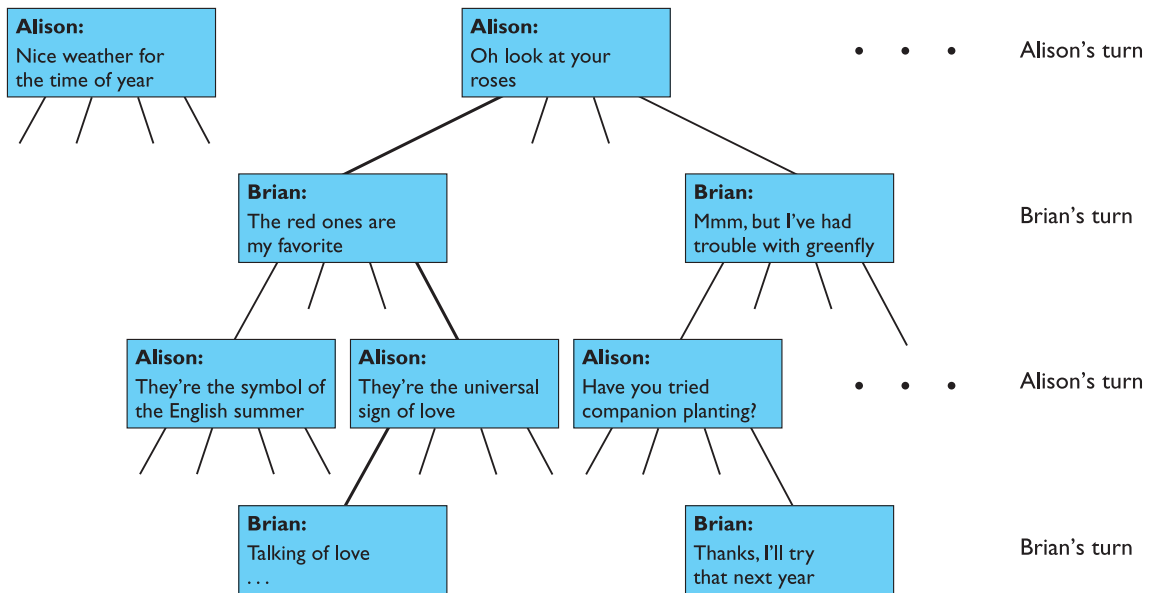 Alison:
Nice weather for
the time of year
Alison:
Oh look at your
roses
• • •
Alison's turn
Brian:
The red ones are
my favorite
Brian:
Mmm, but I've had
trouble with greenfly
Brian's turn
Alison:
They're the symbol of
the English summer
Alison:
They're the universal
sign of love
Alison:
Have you tried
companion planting?
• • •
Alison's turn
Brian:
Talking of love
. . .
Brian:
Thanks, I'll try
that next year
Brian's turn